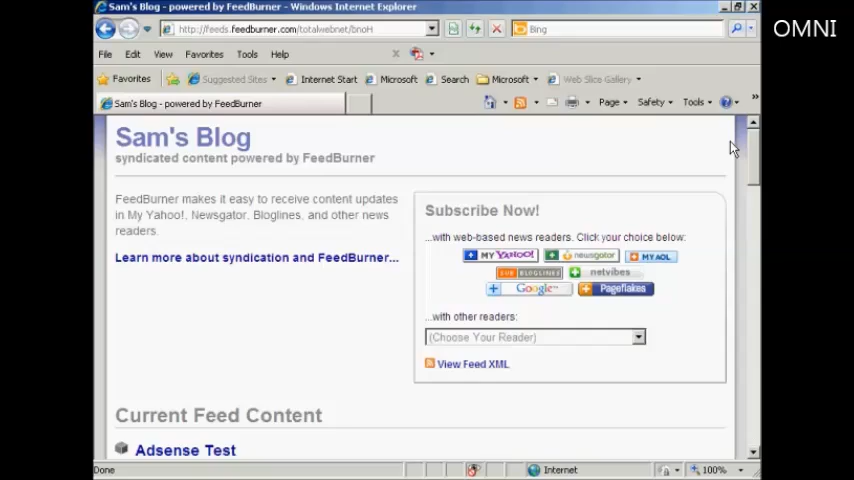 Sam's Blog - powered by FeedBurner - Windows Internet Explorer
OMNI
http://feeds.feedburner.com/totalwebnet/bnoH
Bing
File Edit View Favorites Tools Help
Favorites Suggested Sites Internet Start Microsoft Search Microsoft Web Slice Gallery
Sam's Blog - powered by FeedBurner
Page Safety Tools
Sam's Blog
syndicated content powered by FeedBurner
FeedBurner makes it easy to receive content updates
in My Yahoo!, Newsgator, Bloglines, and other news
readers.
Learn more about syndication and FeedBurner...
Subscribe Now!
...with web-based news readers. Click your choice below:
MY YAHOO! newsgator MY AOL
SUB BLOGLINES netvibes
Google™ Pageflakes
...with other readers:
(Choose Your Reader)
View Feed XML
Current Feed Content
Adsense Test
Done Internet 100%